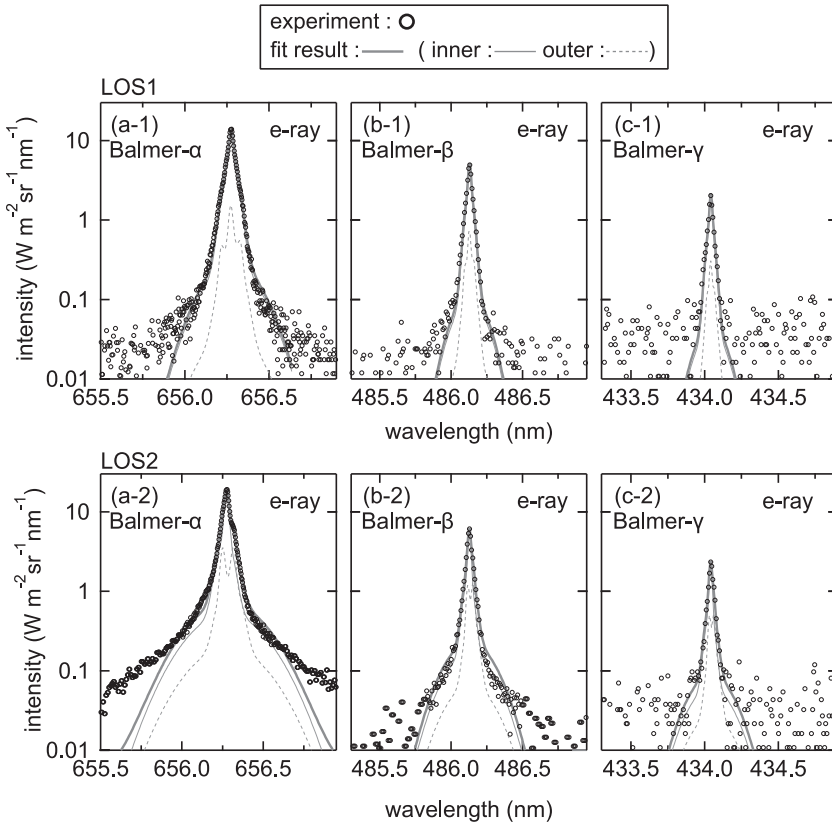 experiment :
fit result : ( inner : outer : )
LOS1
(a-1) e-ray
Balmer-α
(b-1) e-ray
Balmer-β
(c-1) e-ray
Balmer-γ
intensity (W m⁻² sr⁻¹ nm⁻¹)
10
1
0.1
0.01
655.5 656.0 656.5
485.5 486.0 486.5
433.5 434.0 434.5
wavelength (nm)
LOS2
(a-2) e-ray
Balmer-α
(b-2) e-ray
Balmer-β
(c-2) e-ray
Balmer-γ
intensity (W m⁻² sr⁻¹ nm⁻¹)
10
1
0.1
0.01
655.5 656.0 656.5
485.5 486.0 486.5
433.5 434.0 434.5
wavelength (nm)